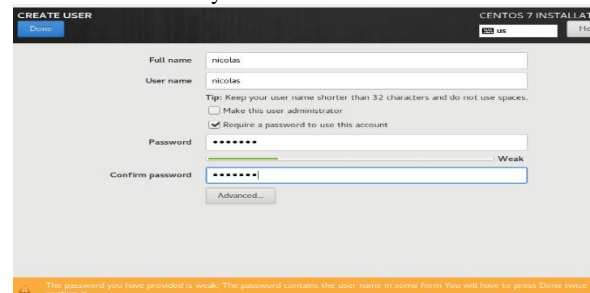 CREATE USER
CENTOS 7 INSTALLAT
Done
us
He
Full name
nicolas
User name
nicolas
Tip: Keep your user name shorter than 32 characters and do not use spaces.
Make this user administrator
Require a password to use this account
Password
•••••••
Weak
Confirm password
•••••••
Advanced...
The password you have provided is weak: The password contains the user name in some form You will have to press Done twice